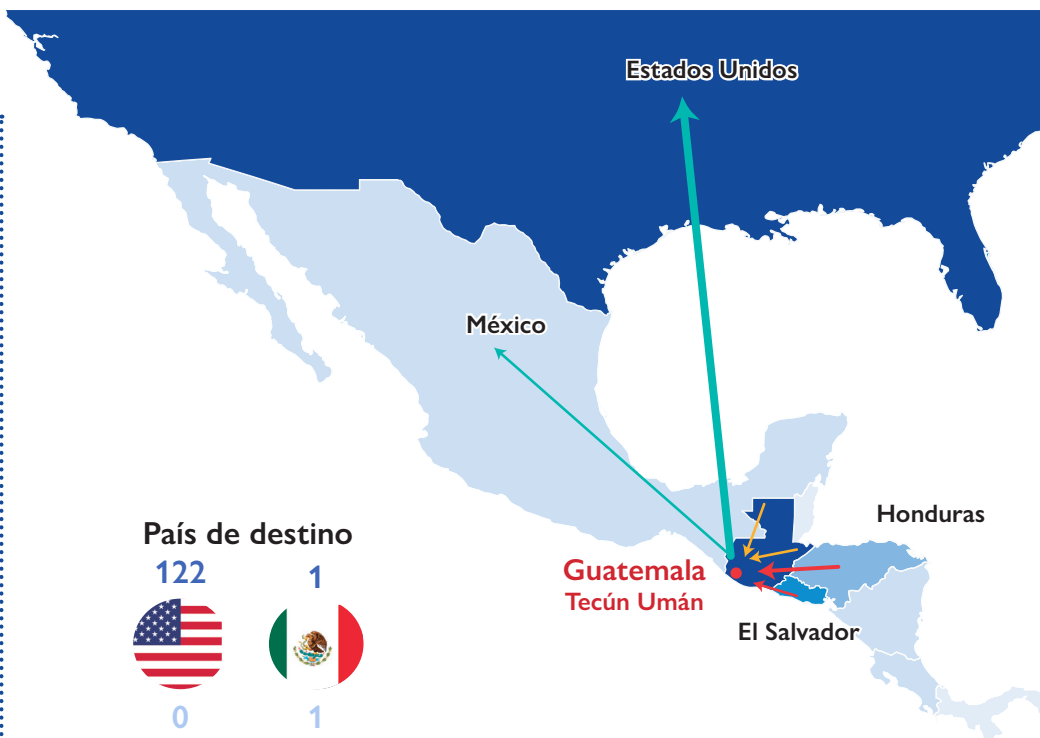 Estados Unidos
México
Honduras
Guatemala
Tecún Umán
El Salvador
País de destino
122 1
0 1